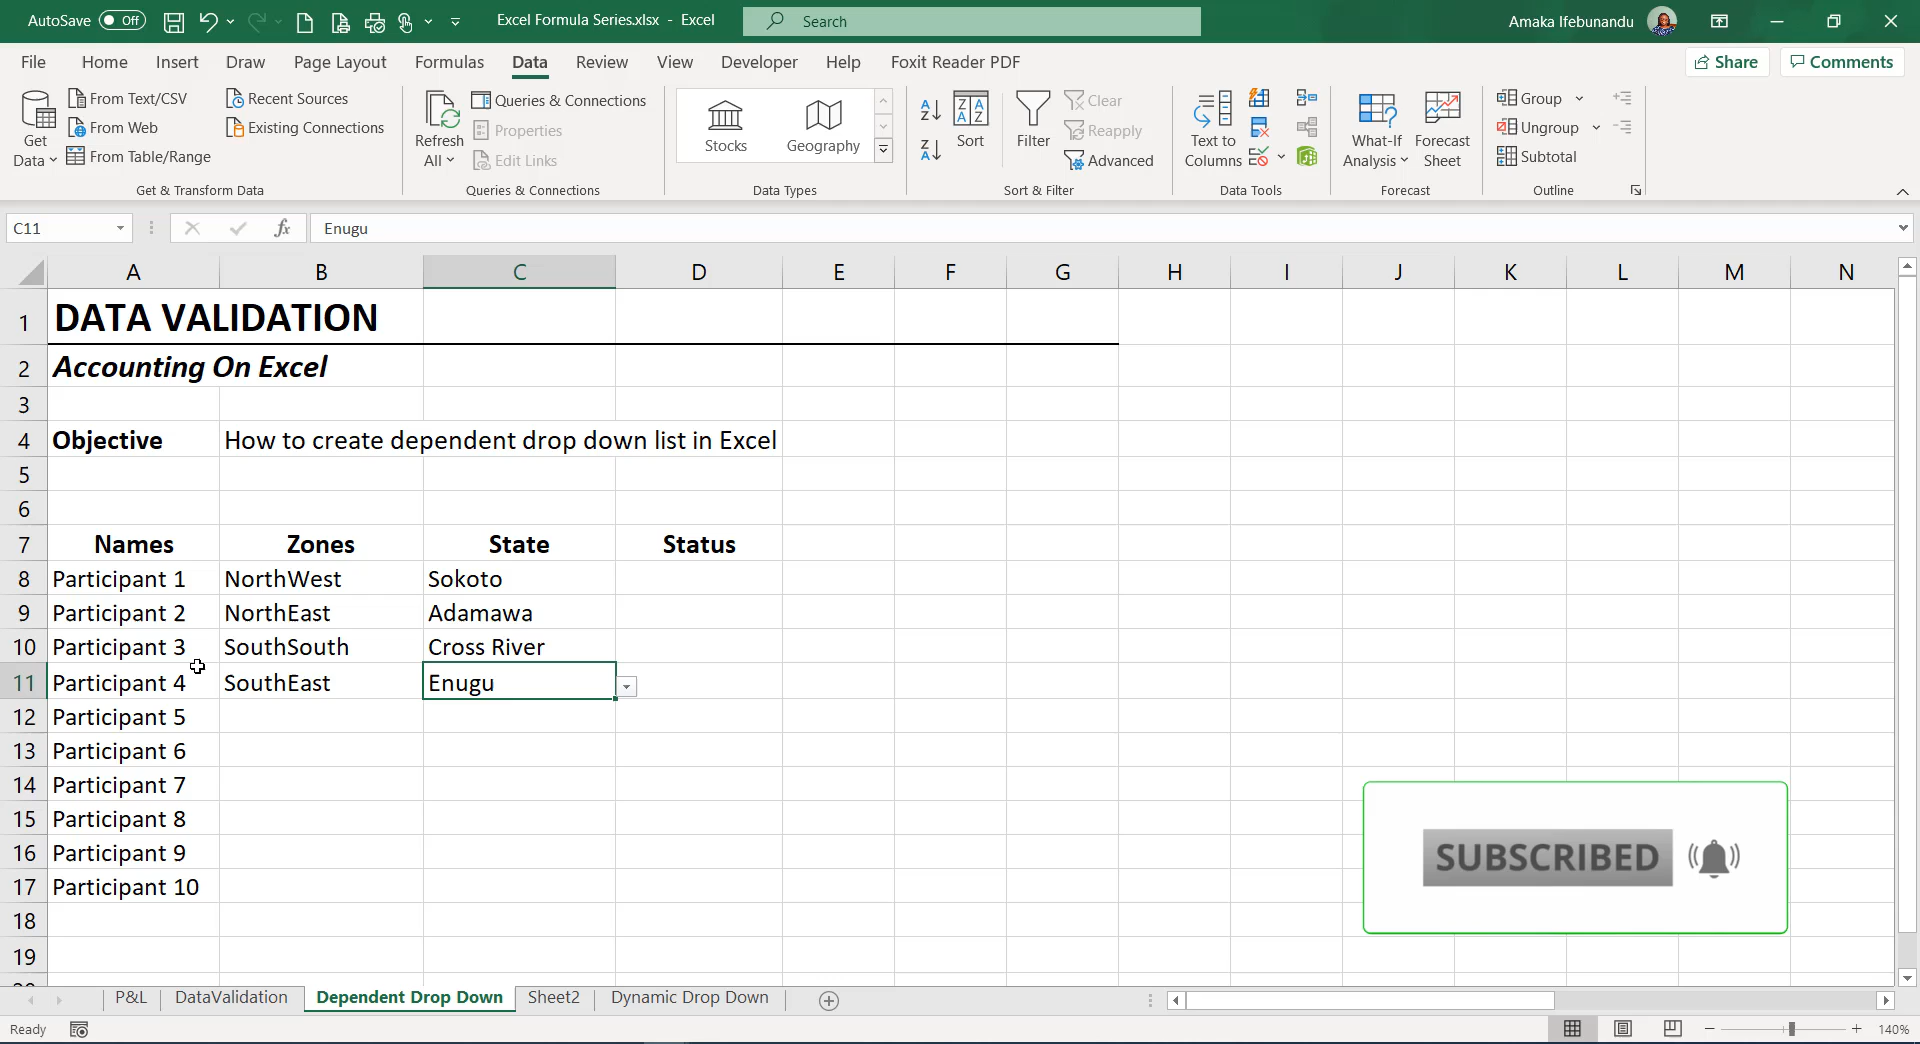 AutoSave Off Excel Formula Series.xlsx - Excel Search Amaka Ifebunandu
File Home Insert Draw Page Layout Formulas Data Review View Developer Help Foxit Reader PDF Share Comments
Get Data From Text/CSV Recent Sources
From Web Existing Connections
From Table/Range
Get & Transform Data
Refresh All Queries & Connections
Properties
Edit Links
Queries & Connections
Stocks Geography
Data Types
Sort Filter Clear
Reapply
Advanced
Sort & Filter
Text to Columns
Data Tools
What-If Analysis Forecast Sheet
Forecast
Group
Ungroup
Subtotal
Outline
C11 fx Enugu
A B C D E F G H I J K L M N
1 DATA VALIDATION
2 Accounting On Excel
3
4 Objective How to create dependent drop down list in Excel
5
6
7 Names Zones State Status
8 Participant 1 NorthWest Sokoto
9 Participant 2 NorthEast Adamawa
10 Participant 3 SouthSouth Cross River
11 Participant 4 SouthEast Enugu
12 Participant 5
13 Participant 6
14 Participant 7
15 Participant 8
16 Participant 9
17 Participant 10
18
19
SUBSCRIBED
P&L DataValidation Dependent Drop Down Sheet2 Dynamic Drop Down
Ready 140%